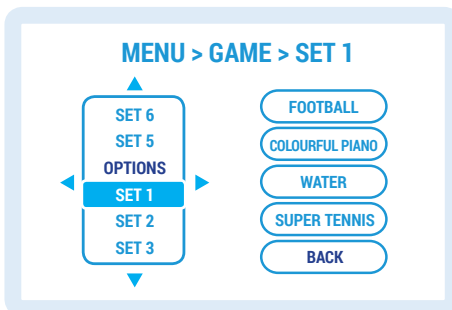 MENU > GAME > SET 1
SET 6
SET 5
OPTIONS
SET 1
SET 2
SET 3
FOOTBALL
COLOURFUL PIANO
WATER
SUPER TENNIS
BACK